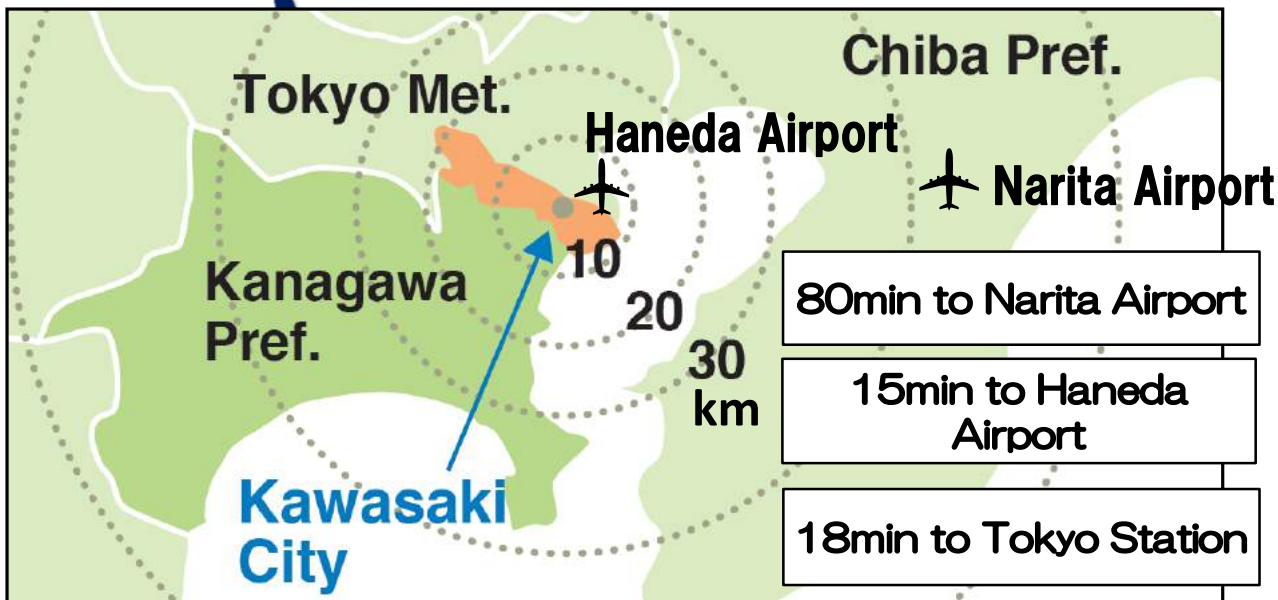 Chiba Pref.
Tokyo Met.
Haneda Airport
Narita Airport
10
20
30
km
Kanagawa
Pref.
Kawasaki
City
80min to Narita Airport
15min to Haneda
Airport
18min to Tokyo Station